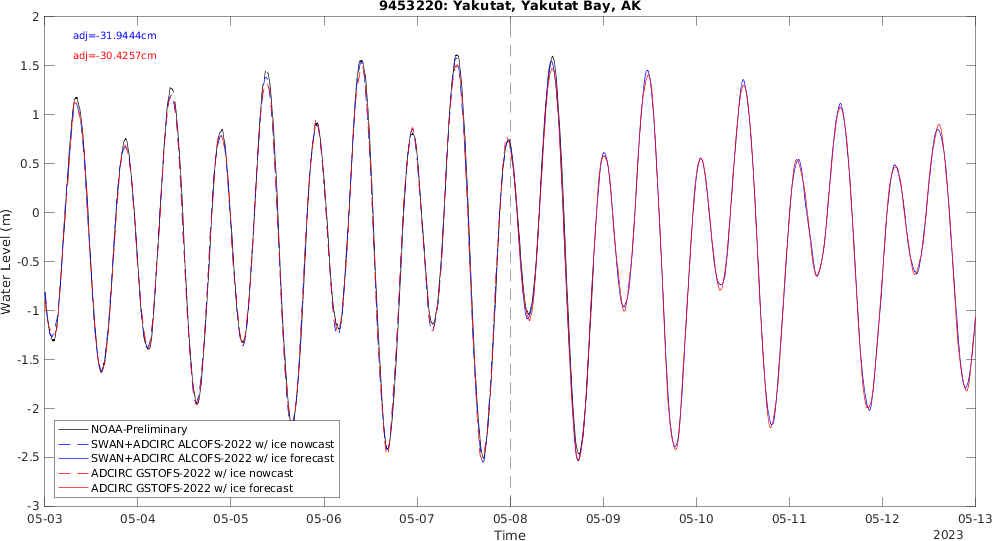 9453220: Yakutat, Yakutat Bay, AK
adj=-31.9444cm
adj=-30.4257cm
2
1.5
1
0.5
0
-0.5
-1
-1.5
-2
-2.5
-3
Water Level (m)
NOAA-Preliminary
SWAN+ADCIRC ALCOFS-2022 w/ ice nowcast
SWAN+ADCIRC ALCOFS-2022 w/ ice forecast
ADCIRC GSTOFS-2022 w/ ice nowcast
ADCIRC GSTOFS-2022 w/ ice forecast
05-03 05-04 05-05 05-06 05-07 05-08 05-09 05-10 05-11 05-12 05-13
Time
2023